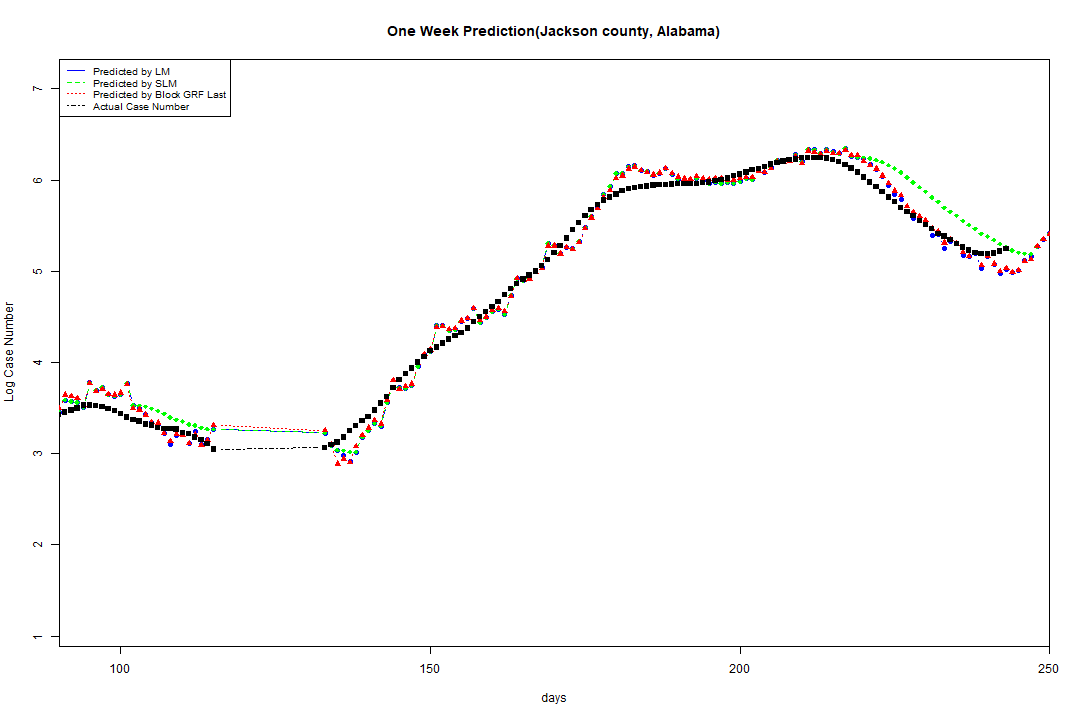 One Week Prediction(Jackson county, Alabama)
Predicted by LM
Predicted by SLM
Predicted by Block GRF Last
Actual Case Number
7
6
5
4
3
2
1
Log Case Number
100 150 200 250
days